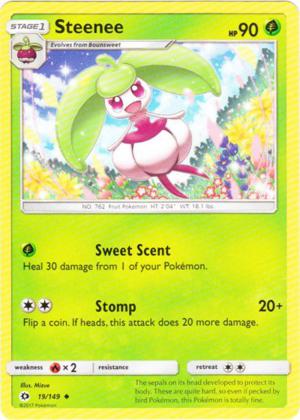 STAGE 1 Steenee HP 90
Evolves from Bounsweet
NO. 762 Fruit Pokémon HT: 2'04" WT: 18.1 lbs.
Sweet Scent
Heal 30 damage from 1 of your Pokémon.
Stomp 20+
Flip a coin. If heads, this attack does 20 more damage.
weakness ×2 resistance retreat
Illus. Mizue
19/149
©2017 Pokémon
The sepals on its head developed to protect its
body. These are quite hard, so even if pecked by
bird Pokémon, this Pokémon is totally fine.